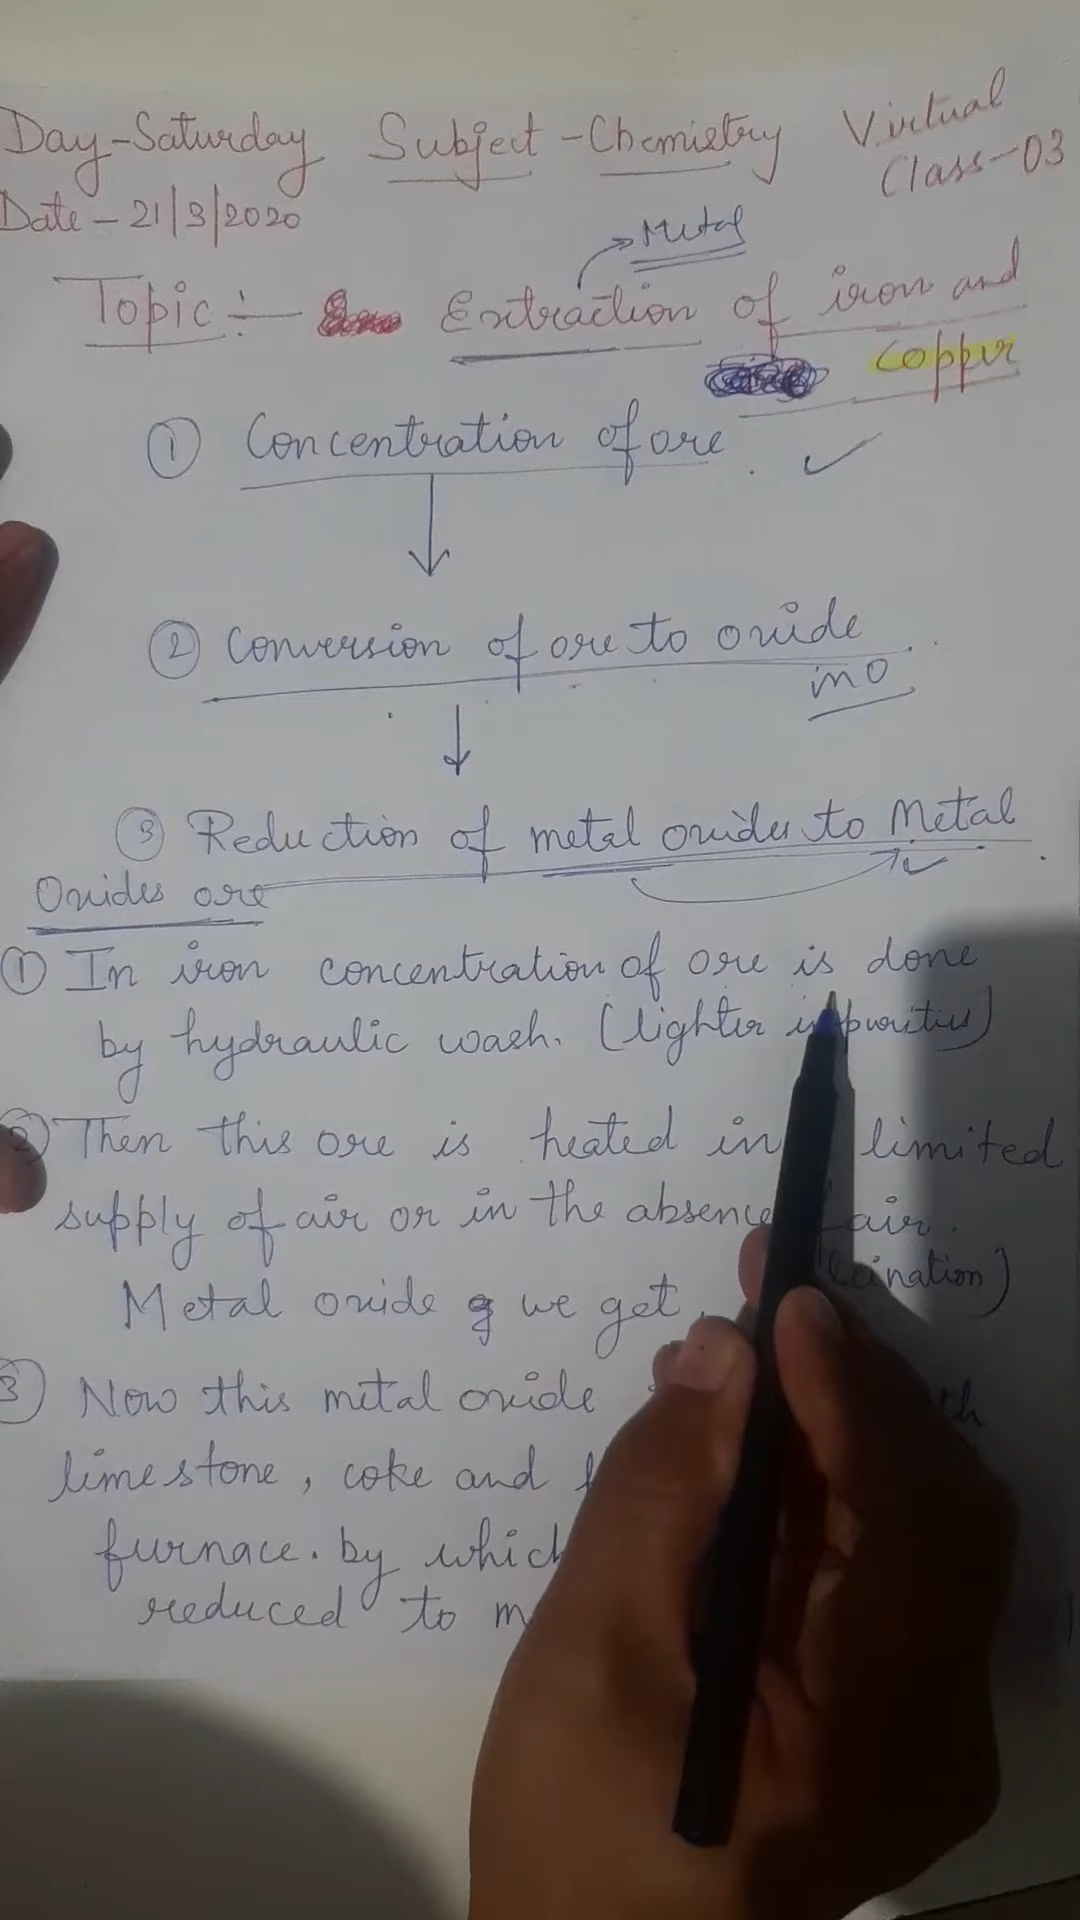 Day-Saturday Subject-Chemistry Virtual
Class-03
Date-21/3/2020
Metal
Topic:- Extraction of iron and
Copper
① Concentration of ore
② Conversion of ore to oxide
mO
③ Reduction of metal oxides to Metal
Oxides ore
① In iron concentration of ore is done
by hydraulic wash. (lighter impurities)
② Then this ore is heated in limited
supply of air or in the absence air.
Metal oxide we get.
③ Now this metal oxide
limestone, coke and
furnace. by which
reduced to